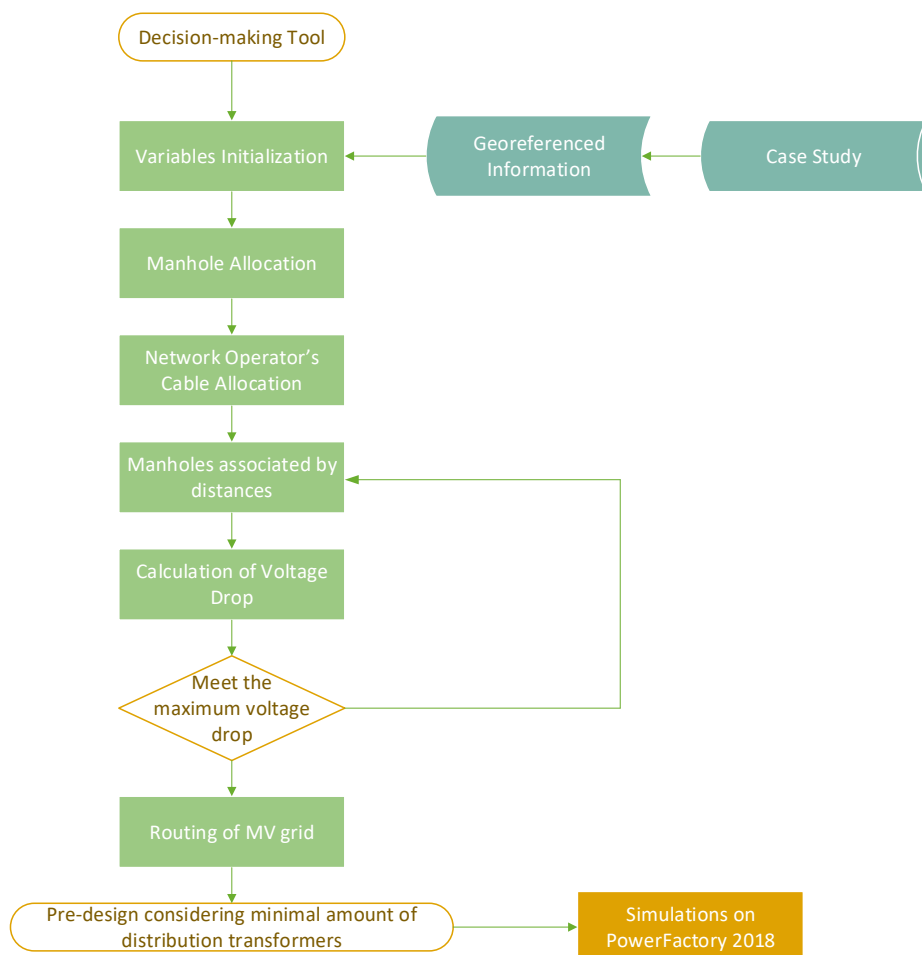 Decision-making Tool
Variables Initialization
Georeferenced
Information
Case Study
Manhole Allocation
Network Operator’s
Cable Allocation
Manholes associated by
distances
Calculation of Voltage
Drop
Meet the
maximum voltage
drop
Routing of MV grid
Pre-design considering minimal amount of
distribution transformers
Simulations on
PowerFactory 2018